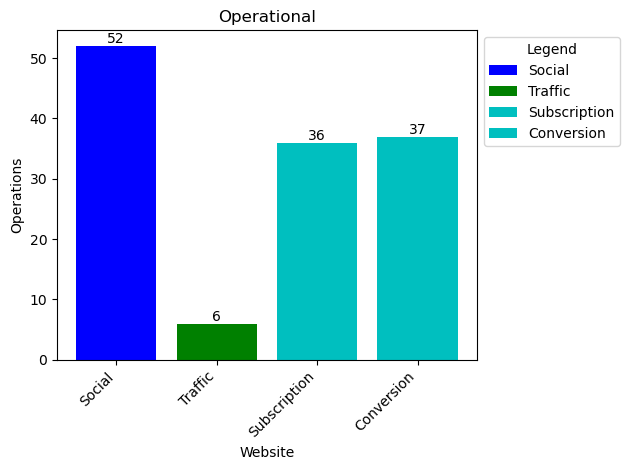 Operational
52
6
36
37
50
40
30
20
10
0
Operations
Social
Traffic
Subscription
Conversion
Website
Legend
Social
Traffic
Subscription
Conversion